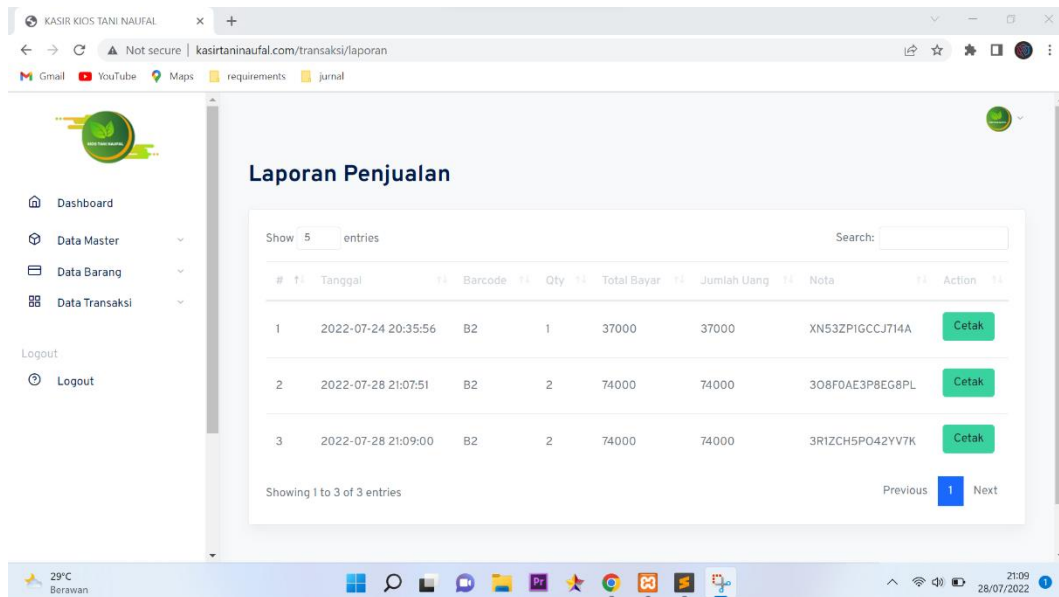 KASIR KIOS TANI NAUFAL
Not secure | kasirtaninaufal.com/transaksi/laporan
Gmail YouTube Maps requirements jurnal
KIOS TANI NAUFAL
Laporan Penjualan
Dashboard
Data Master
Data Barang
Data Transaksi
Logout
Logout
Show 5 entries Search:
# Tanggal Barcode Qty Total Bayar Jumlah Uang Nota Action
1 2022-07-24 20:35:56 B2 1 37000 37000 XN53ZP1GCCJ714A Cetak
2 2022-07-28 21:07:51 B2 2 74000 74000 3O8F0AE3P8EG8PL Cetak
3 2022-07-28 21:09:00 B2 2 74000 74000 3R1ZCH5PO42YV7K Cetak
Showing 1 to 3 of 3 entries Previous 1 Next
29°C
Berawan
Pr
21:09
28/07/2022
1